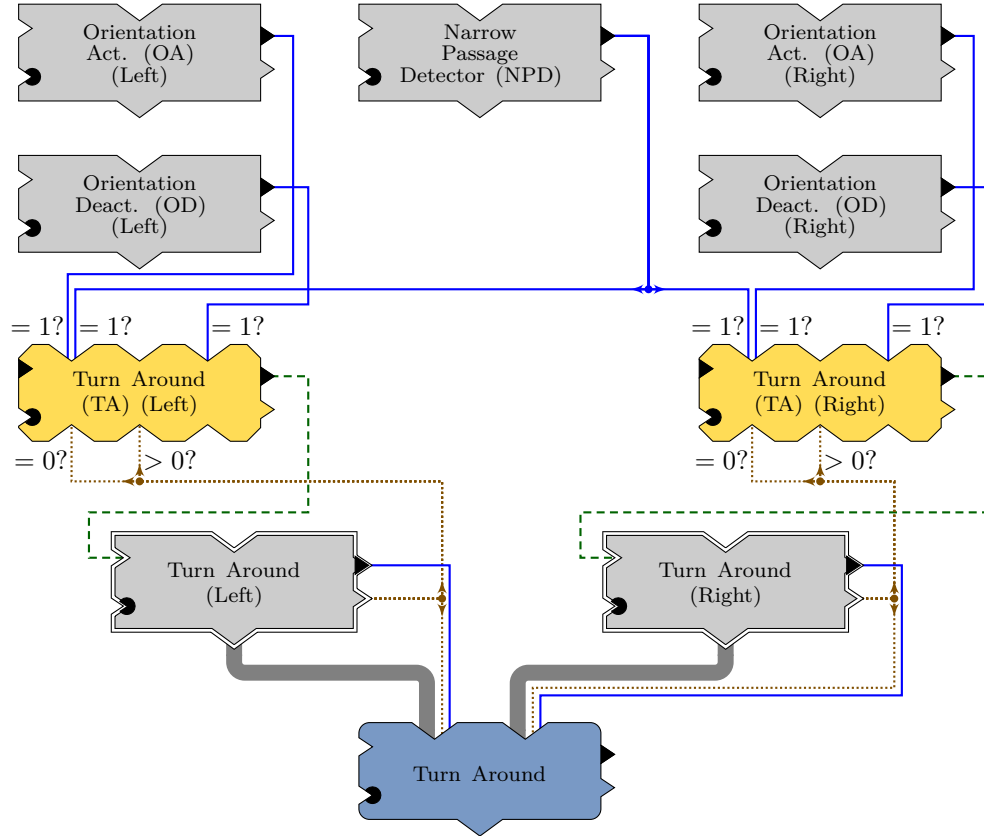 Orientation
Act. (OA)
(Left)
Narrow
Passage
Detector (NPD)
Orientation
Act. (OA)
(Right)
Orientation
Deact. (OD)
(Left)
Orientation
Deact. (OD)
(Right)
= 1?
= 1?
= 1?
= 1?
= 1?
= 1?
Turn Around
(TA) (Left)
Turn Around
(TA) (Right)
= 0?
> 0?
= 0?
> 0?
Turn Around
(Left)
Turn Around
(Right)
Turn Around